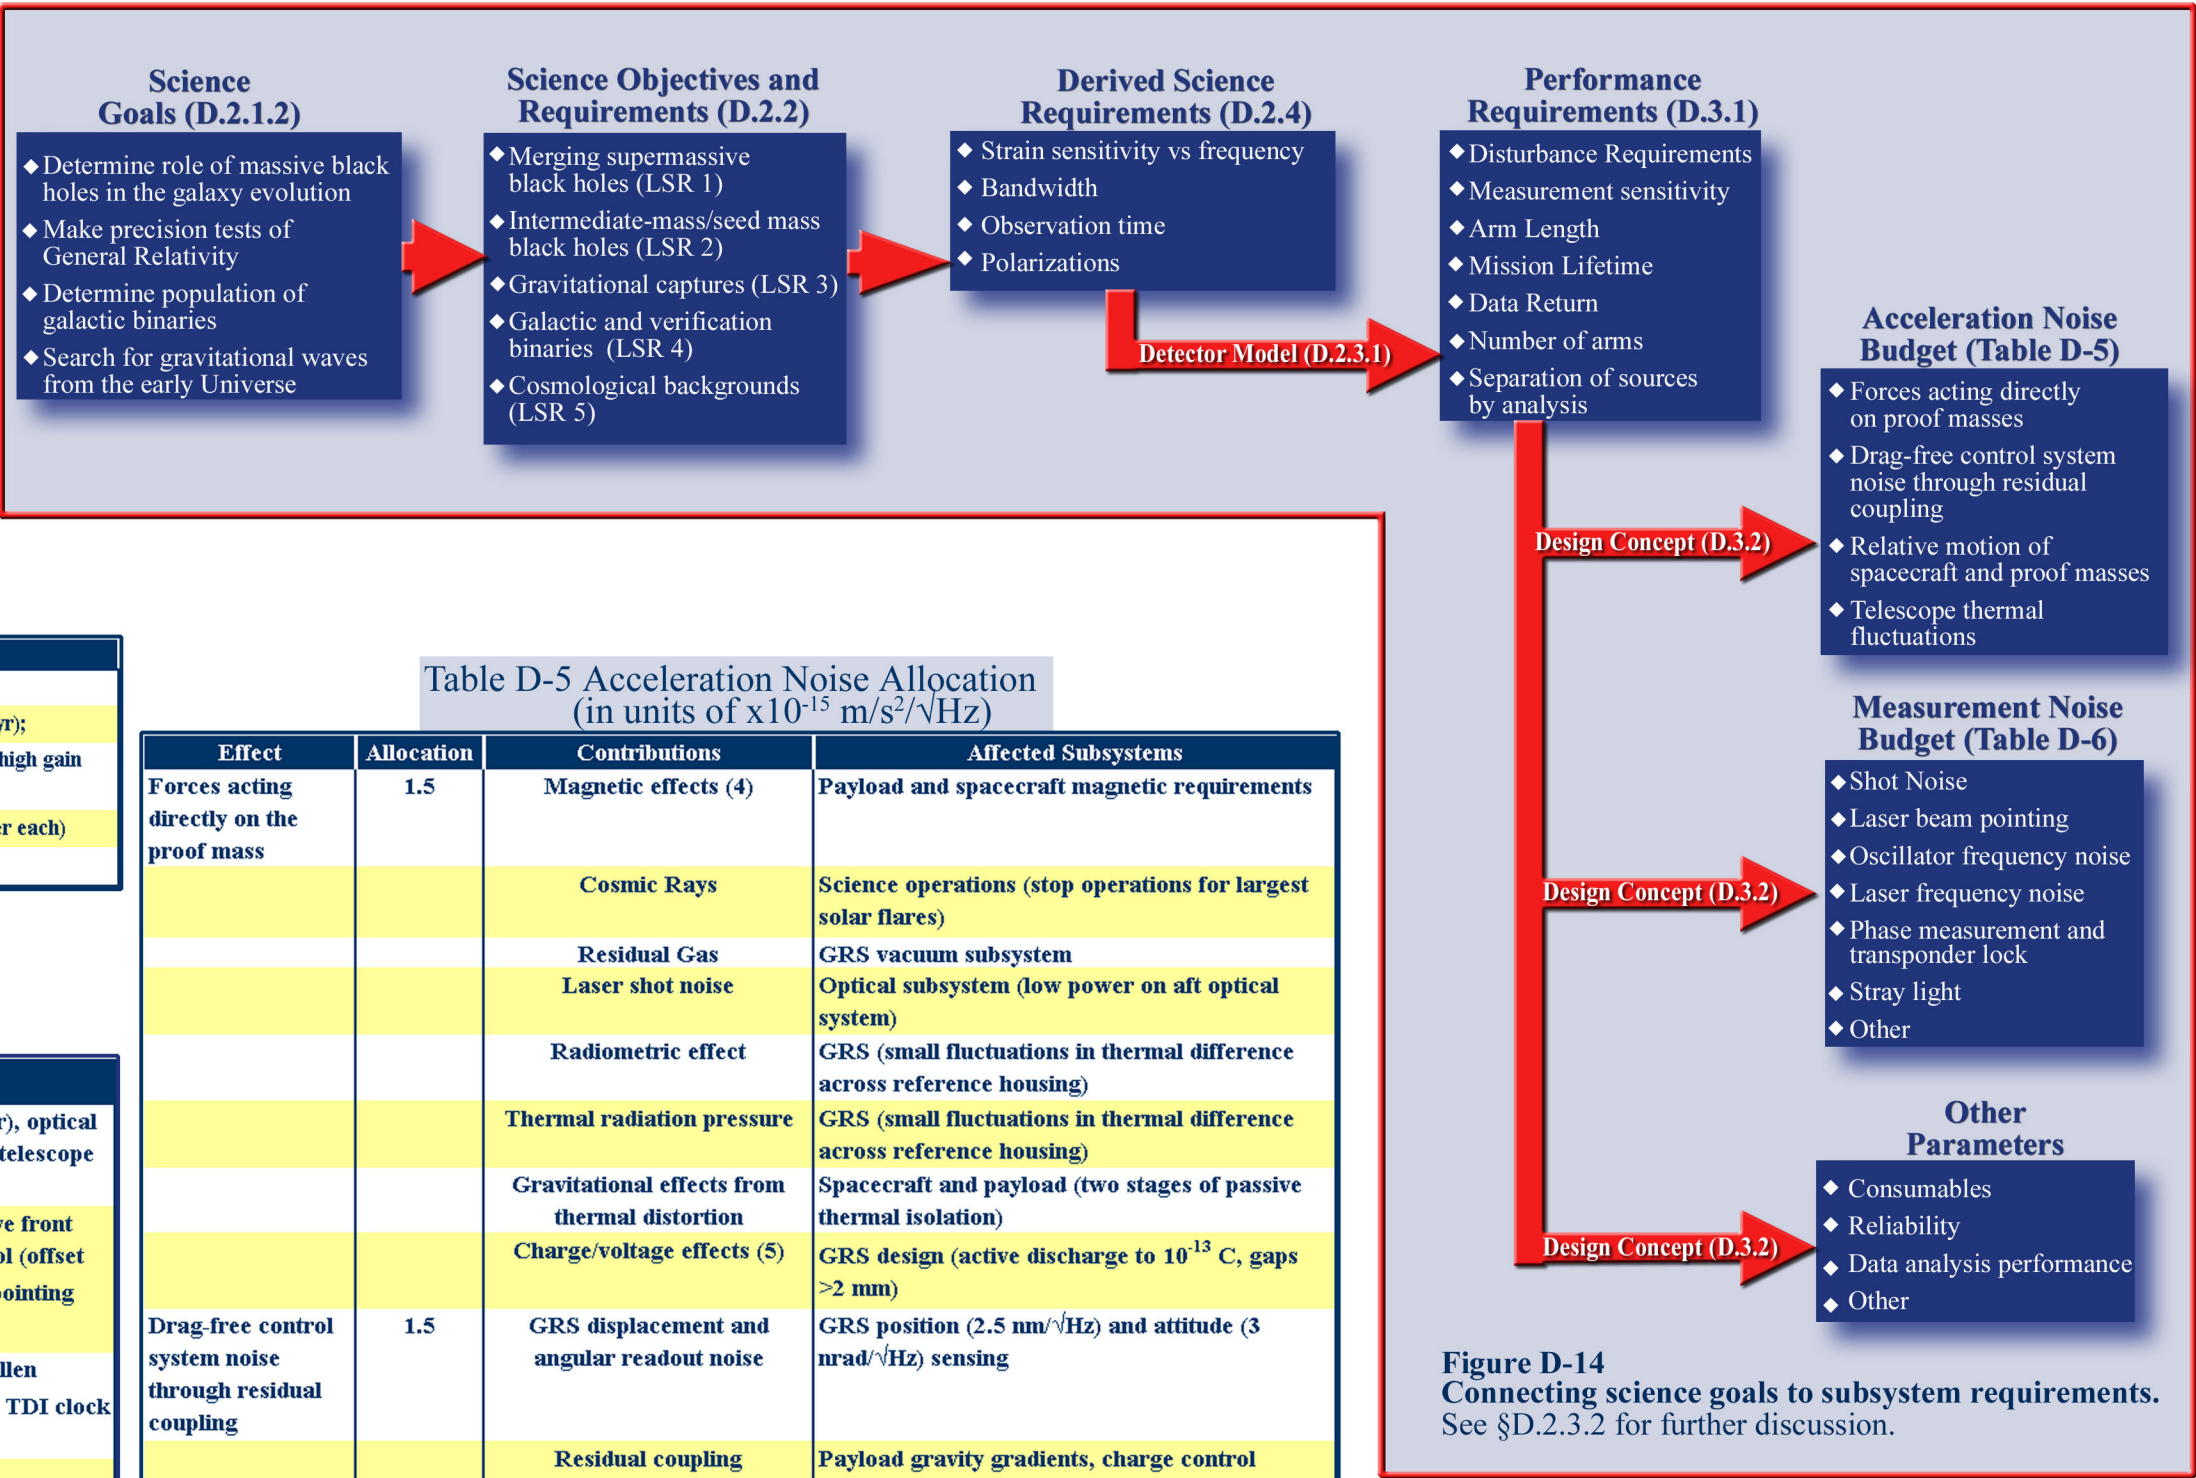 Science
Goals (D.2.1.2)
◆ Determine role of massive black
holes in the galaxy evolution
◆ Make precision tests of
General Relativity
◆ Determine population of
galactic binaries
◆ Search for gravitational waves
from the early Universe
Science Objectives and
Requirements (D.2.2)
◆ Merging supermassive
black holes (LSR 1)
◆ Intermediate-mass/seed mass
black holes (LSR 2)
◆ Gravitational captures (LSR 3)
◆ Galactic and verification
binaries (LSR 4)
◆ Cosmological backgrounds
(LSR 5)
Derived Science
Requirements (D.2.4)
◆ Strain sensitivity vs frequency
◆ Bandwidth
◆ Observation time
◆ Polarizations
Detector Model (D.2.3.1)
Performance
Requirements (D.3.1)
◆ Disturbance Requirements
◆ Measurement sensitivity
◆ Arm Length
◆ Mission Lifetime
◆ Data Return
◆ Number of arms
◆ Separation of sources
by analysis
Design Concept (D.3.2)
Acceleration Noise
Budget (Table D-5)
◆ Forces acting directly
on proof masses
◆ Drag-free control system
noise through residual
coupling
◆ Relative motion of
spacecraft and proof masses
◆ Telescope thermal
fluctuations
Design Concept (D.3.2)
Measurement Noise
Budget (Table D-6)
◆ Shot Noise
◆ Laser beam pointing
◆ Oscillator frequency noise
◆ Laser frequency noise
◆ Phase measurement and
transponder lock
◆ Stray light
◆ Other
Design Concept (D.3.2)
Other
Parameters
◆ Consumables
◆ Reliability
◆ Data analysis performance
◆ Other
Figure D-14
Connecting science goals to subsystem requirements.
See §D.2.3.2 for further discussion.
yr);
high gain
er each)
r), optical
telescope
ve front
ol (offset
pointing
llen
TDI clock
Table D-5 Acceleration Noise Allocation
(in units of x10⁻¹⁵ m/s²/√Hz)
Effect Allocation Contributions Affected Subsystems
Forces acting 1.5 Magnetic effects (4) Payload and spacecraft magnetic requirements
directly on the
proof mass
Cosmic Rays Science operations (stop operations for largest
solar flares)
Residual Gas GRS vacuum subsystem
Laser shot noise Optical subsystem (low power on aft optical
system)
Radiometric effect GRS (small fluctuations in thermal difference
across reference housing)
Thermal radiation pressure GRS (small fluctuations in thermal difference
across reference housing)
Gravitational effects from Spacecraft and payload (two stages of passive
thermal distortion thermal isolation)
Charge/voltage effects (5) GRS design (active discharge to 10⁻¹³ C, gaps
>2 mm)
Drag-free control 1.5 GRS displacement and GRS position (2.5 nm/√Hz) and attitude (3
system noise angular readout noise nrad/√Hz) sensing
through residual
coupling
Residual coupling Payload gravity gradients, charge control